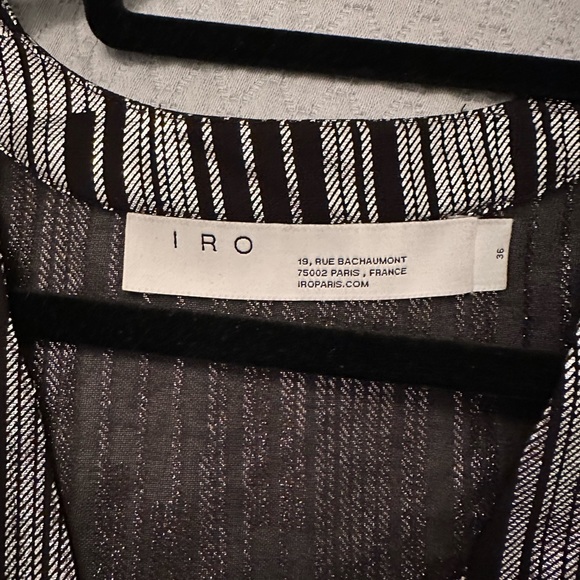 IRO
19, RUE BACHAUMONT
75002 PARIS , FRANCE
IROPARIS.COM
36